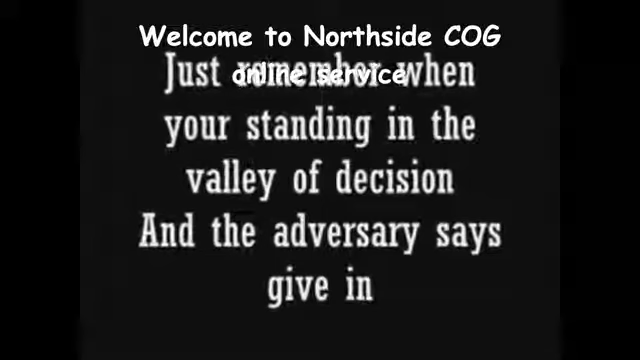 Welcome to Northside COG
online service
Just remember when
your standing in the
valley of decision
And the adversary says
give in